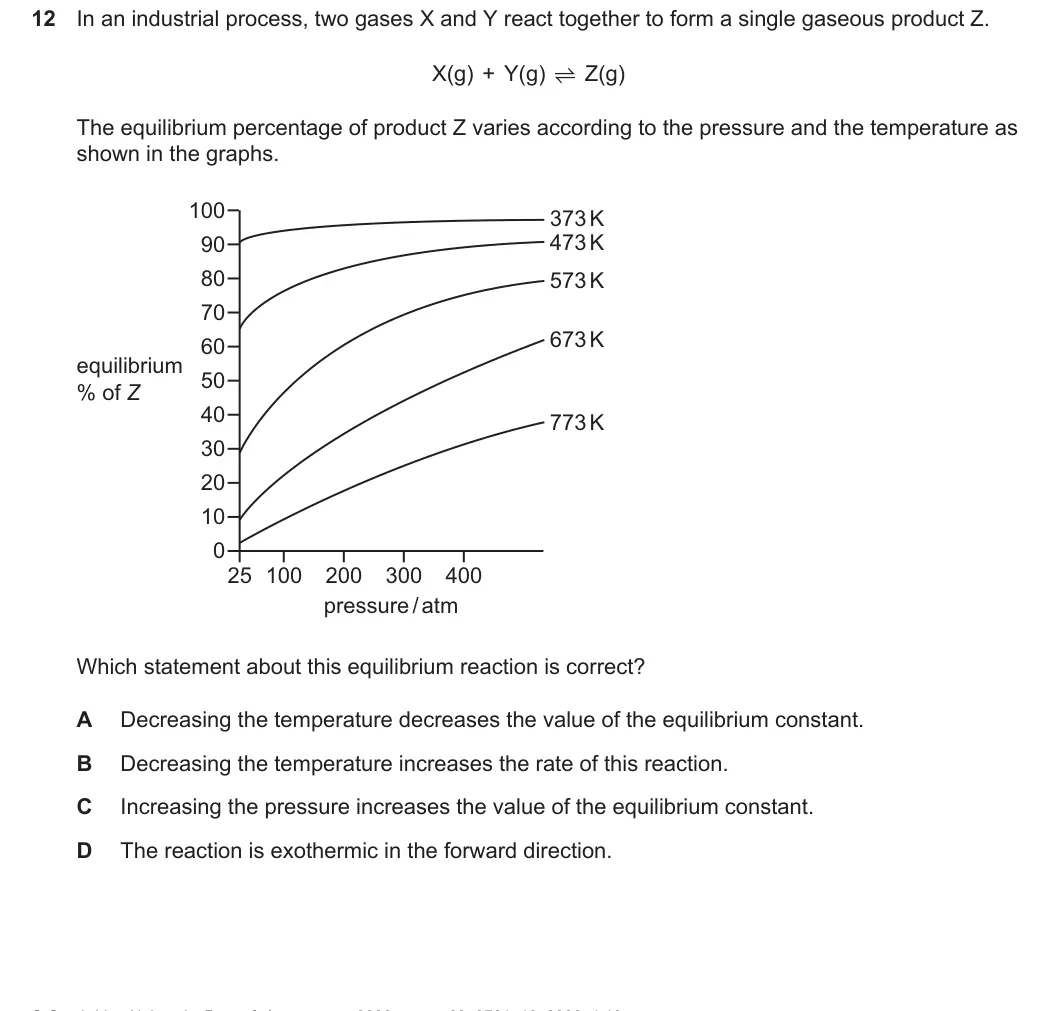 12 In an industrial process, two gases X and Y react together to form a single gaseous product Z.
X(g) + Y(g) ⇌ Z(g)
The equilibrium percentage of product Z varies according to the pressure and the temperature as
shown in the graphs.
100
90
80
70
60
50
40
30
20
10
0
equilibrium
% of Z
373 K
473 K
573 K
673 K
773 K
25 100 200 300 400
pressure / atm
Which statement about this equilibrium reaction is correct?
A Decreasing the temperature decreases the value of the equilibrium constant.
B Decreasing the temperature increases the rate of this reaction.
C Increasing the pressure increases the value of the equilibrium constant.
D The reaction is exothermic in the forward direction.